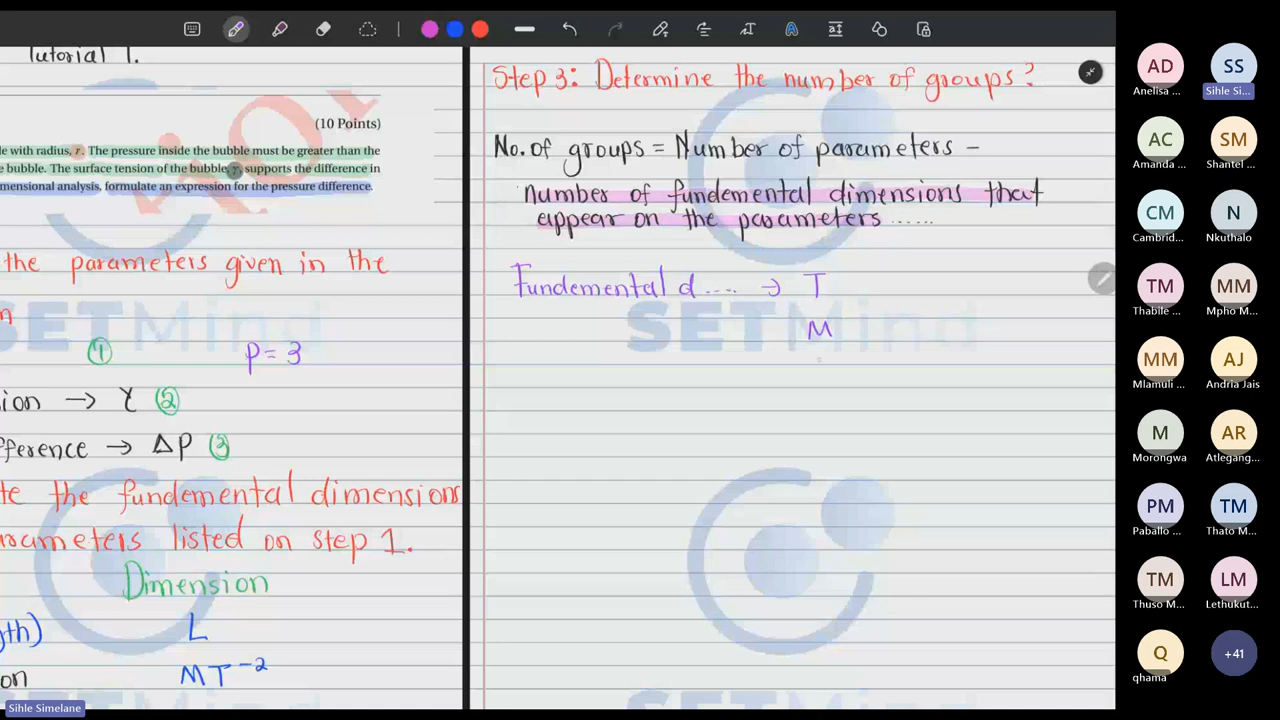 Tutorial 1.
(10 Points)
le with radius, r. The pressure inside the bubble must be greater than the
e bubble. The surface tension of the bubble, γ, supports the difference in
mensional analysis, formulate an expression for the pressure difference.
the parameters given in the
n
① P = 3
ion → γ ②
fference → ΔP ③
te the fundemental dimensions
rameters listed on step 1.
Dimension
gth) L
on MT⁻²
Sihle Simelane
Step 3: Determine the number of groups?
No. of groups = Number of parameters -
number of fundemental dimensions that
appear on the parameters ......
Fundemental d .... → T
M
SETMind
SETMind
SETMind
SETMind
AD
Anelisa ...
SS
Sihle Si...
AC
Amanda ...
SM
Shantel ...
CM
Cambrid...
N
Nkuthalo
TM
Thabile ...
MM
Mpho M...
MM
Mlamuli ...
AJ
Andria Jais
M
Morongwa
AR
Atlegang...
PM
Paballo ...
TM
Thato M...
TM
Thuso M...
LM
Lethukut...
Q
qhama
+41